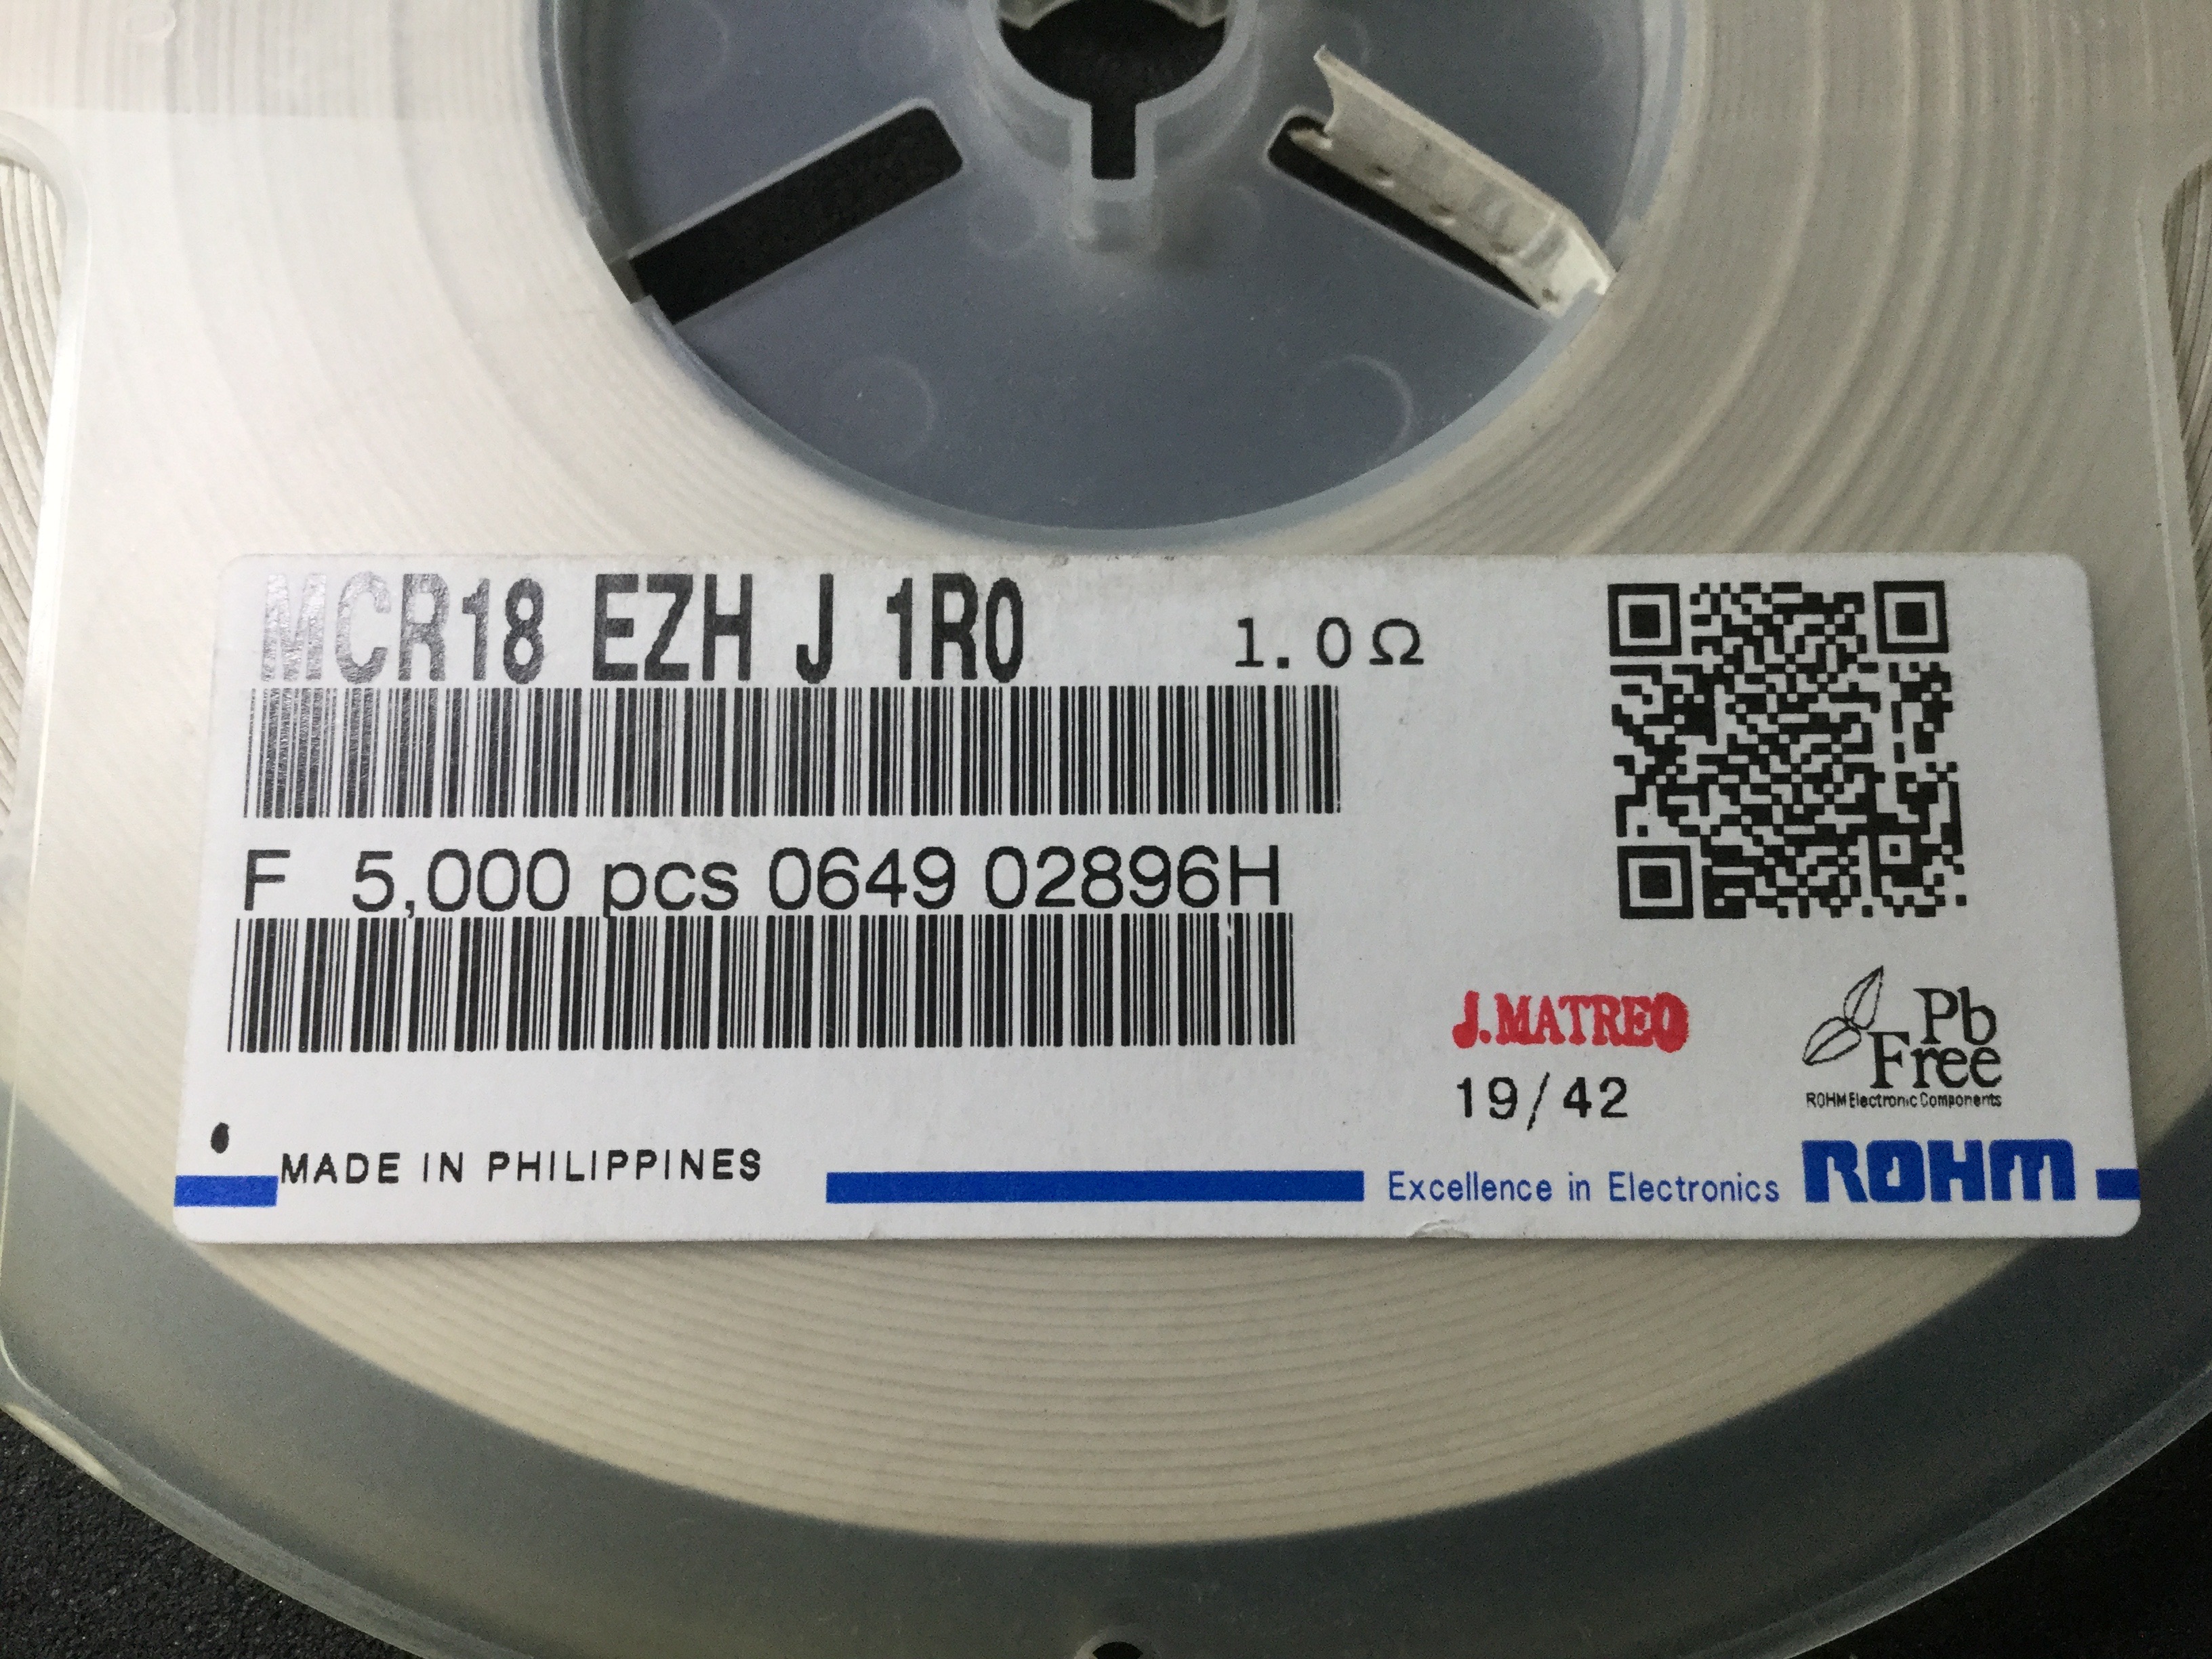 MCR18 EZH J 1R0 1.0Ω
F 5,000 pcs 0649 02896H
J.MATREO
19/42
Pb
Free
ROHM Electronic Components
MADE IN PHILIPPINES
Excellence in Electronics ROHM